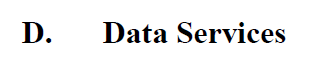 D. Data Services